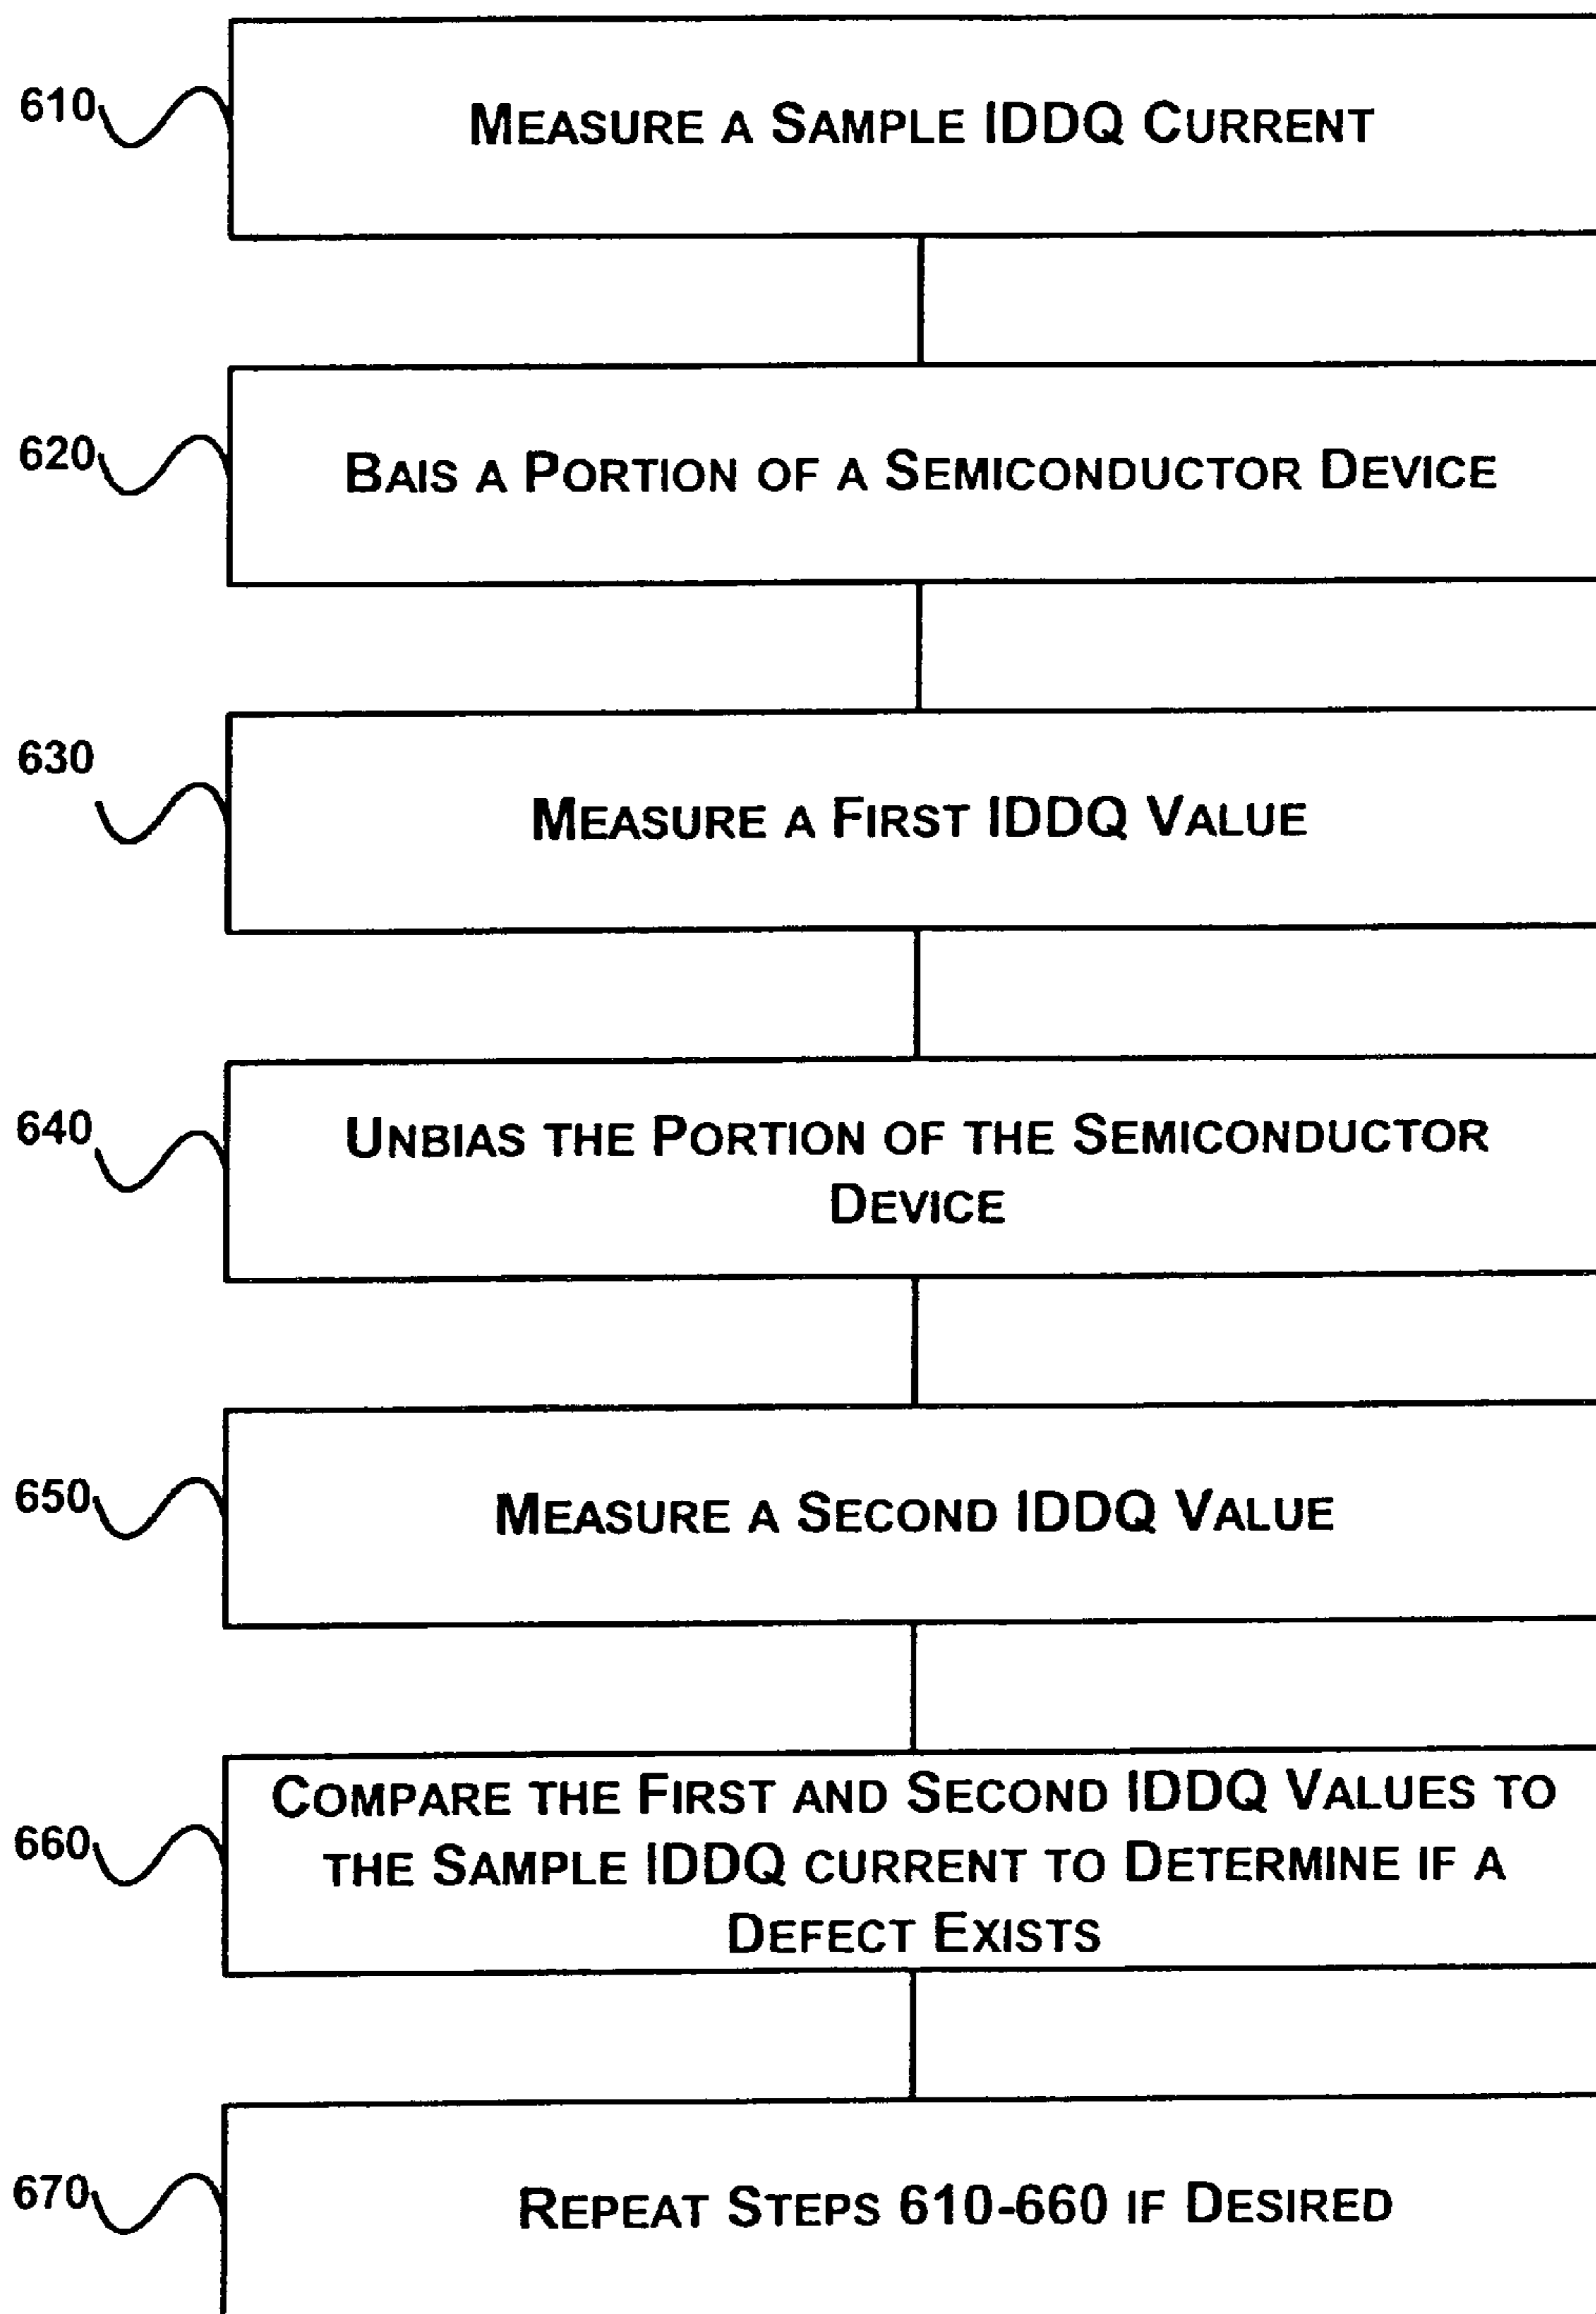 610 MEASURE A SAMPLE IDDQ CURRENT
620 BAIS A PORTION OF A SEMICONDUCTOR DEVICE
630 MEASURE A FIRST IDDQ VALUE
640 UNBIAS THE PORTION OF THE SEMICONDUCTOR
DEVICE
650 MEASURE A SECOND IDDQ VALUE
COMPARE THE FIRST AND SECOND IDDQ VALUES TO
660 THE SAMPLE IDDQ CURRENT TO DETERMINE IF A
DEFECT EXISTS
670 REPEAT STEPS 610-660 IF DESIRED